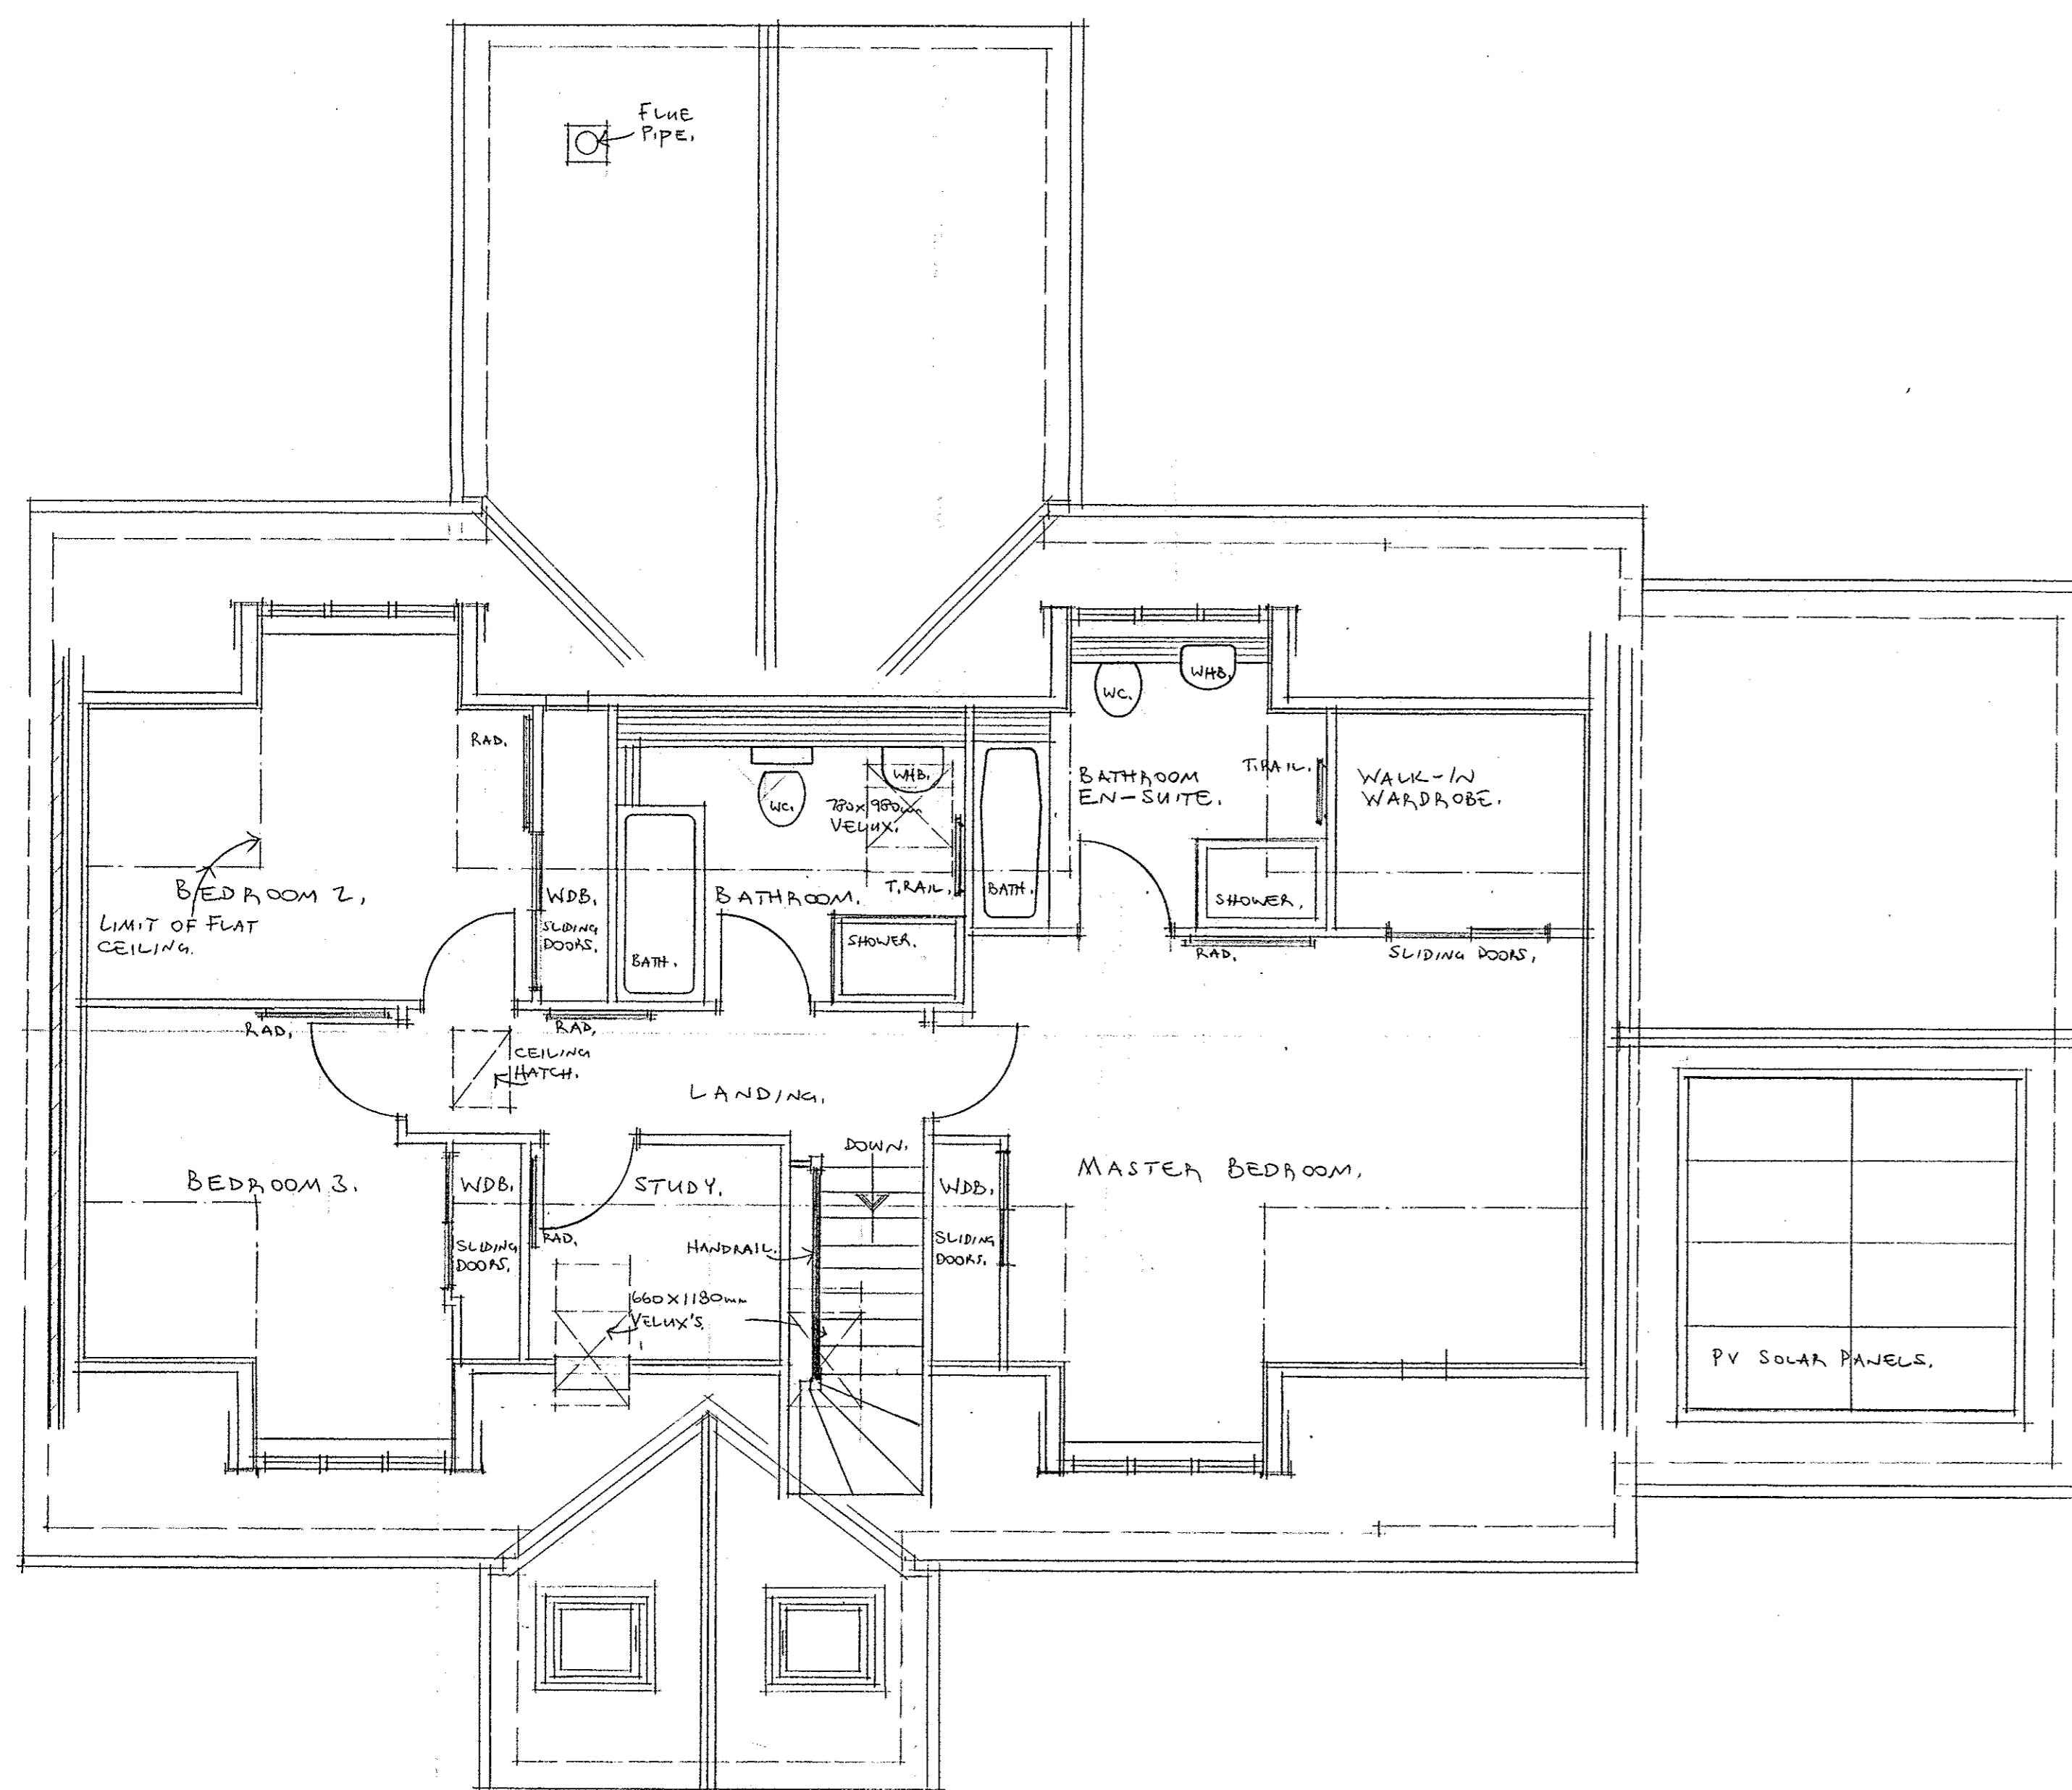 FLUE
PIPE.
WC.
WHB.
RAD.
WHB.
WC.
780x980mm
VELUX.
BATHROOM
EN-SUITE.
T.RAIL.
WALK-IN
WARDROBE.
BEDROOM 2.
LIMIT OF FLAT
CEILING.
WDB.
SLIDING
DOORS.
BATHROOM.
T.RAIL.
BATH.
SHOWER.
BATH.
SHOWER.
RAD.
SLIDING DOORS.
RAD.
RAD.
CEILING
HATCH.
LANDING.
DOWN.
BEDROOM 3.
WDB.
SLIDING
DOORS.
STUDY.
RAD.
HANDRAIL.
660x1180mm
VELUX'S.
WDB.
SLIDING
DOORS.
MASTER BEDROOM.
PV SOLAR PANELS.